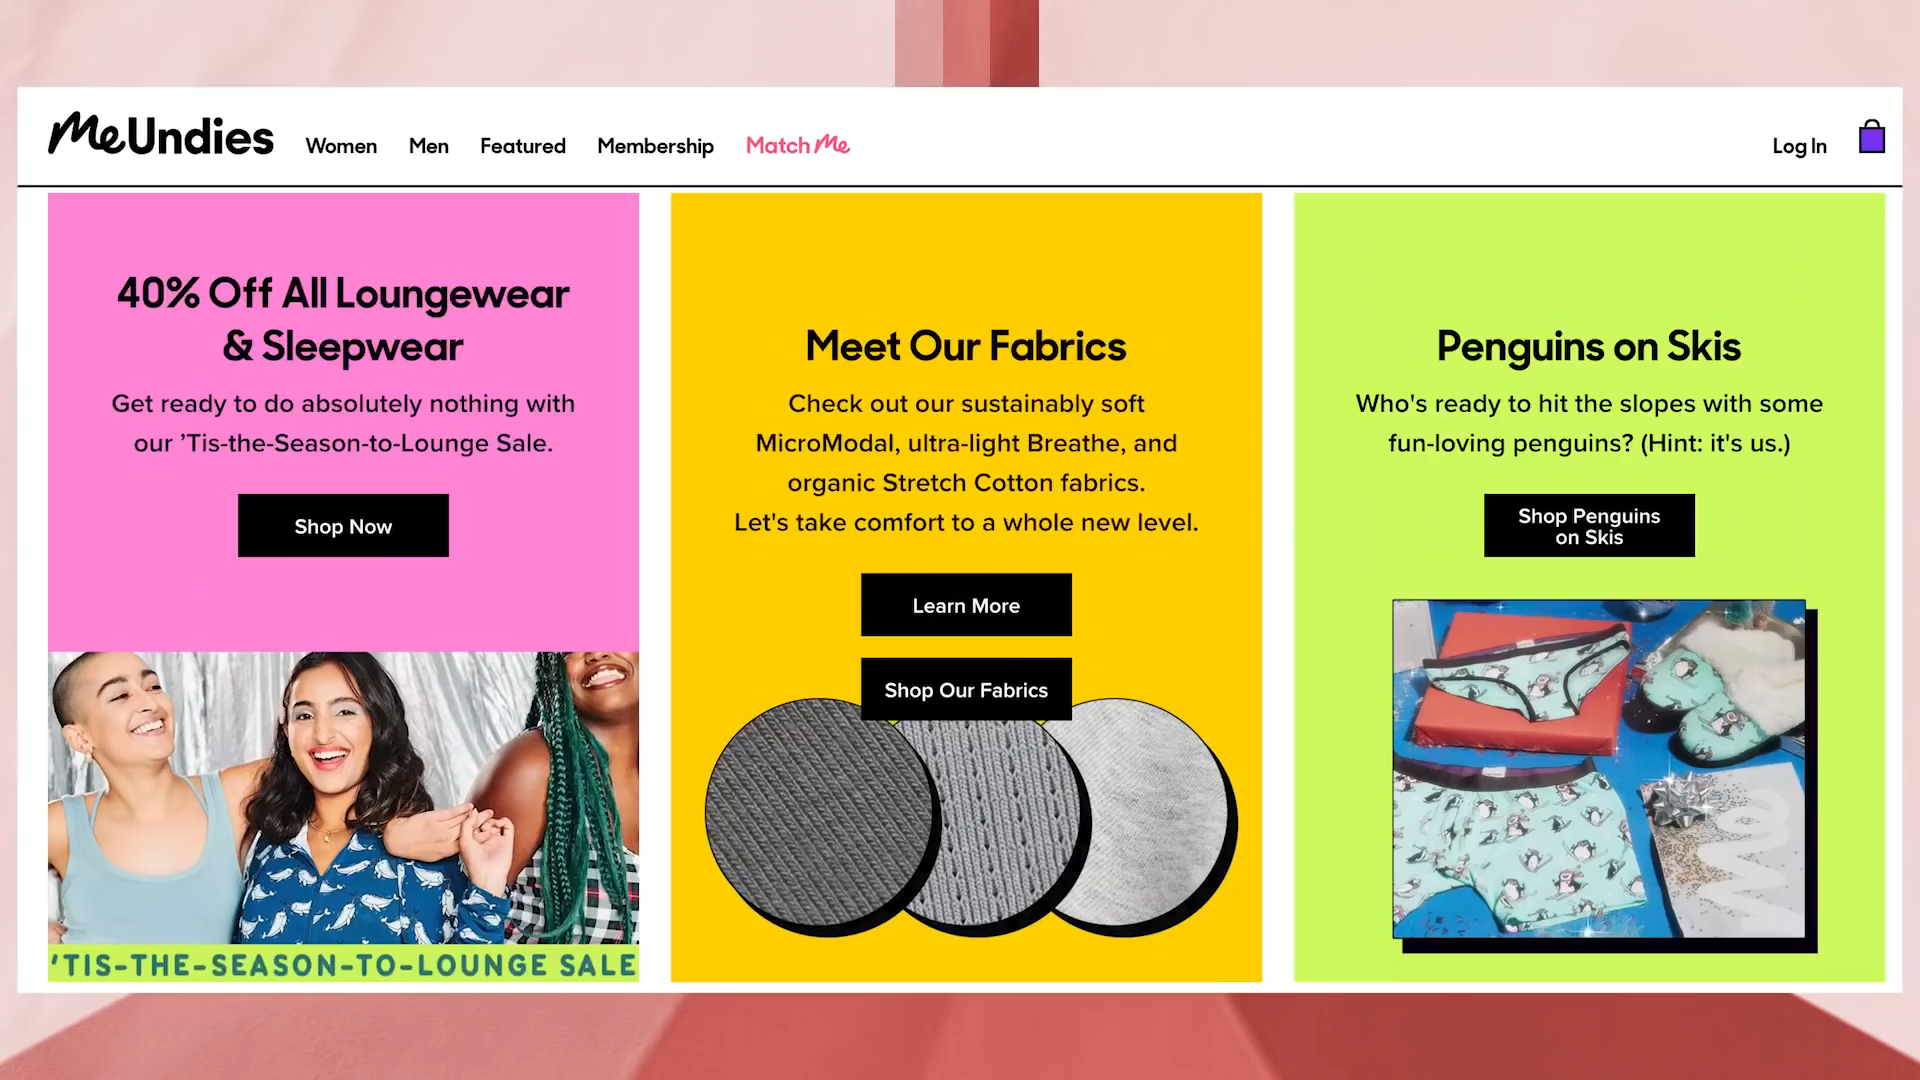 MeUndies
Women
Men
Featured
Membership
Match Me
Log In
40% Off All Loungewear
& Sleepwear
Get ready to do absolutely nothing with
our ’Tis-the-Season-to-Lounge Sale.
Shop Now
'TIS-THE-SEASON-TO-LOUNGE SALE
Meet Our Fabrics
Check out our sustainably soft
MicroModal, ultra-light Breathe, and
organic Stretch Cotton fabrics.
Let's take comfort to a whole new level.
Learn More
Shop Our Fabrics
Penguins on Skis
Who's ready to hit the slopes with some
fun-loving penguins? (Hint: it's us.)
Shop Penguins
on Skis